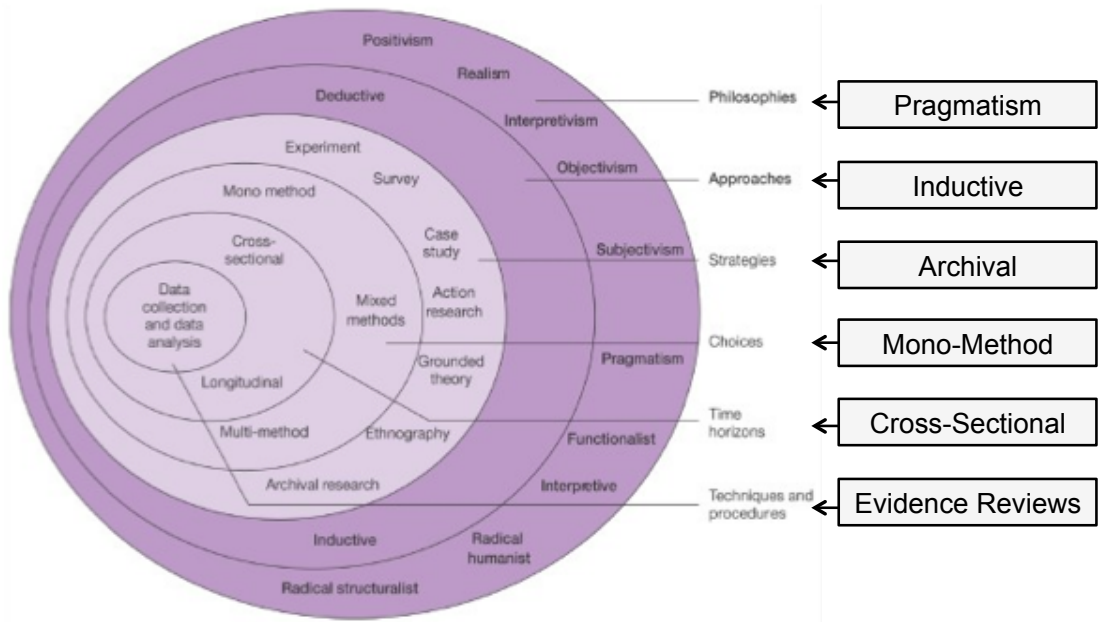 Positivism
Realism
Deductive
Philosophies
Pragmatism
Interpretivism
Experiment
Objectivism
Survey
Approaches
Inductive
Mono method
Case
study
Cross-
sectional
Subjectivism
Strategies
Archival
Data
collection
and data
analysis
Mixed
methods
Action
research
Choices
Mono-Method
Grounded
theory
Pragmatism
Longitudinal
Time
horizons
Cross-Sectional
Multi-method
Ethnography
Functionalist
Archival research
Interpretive
Techniques and
procedures
Evidence Reviews
Inductive
Radical
humanist
Radical structuralist